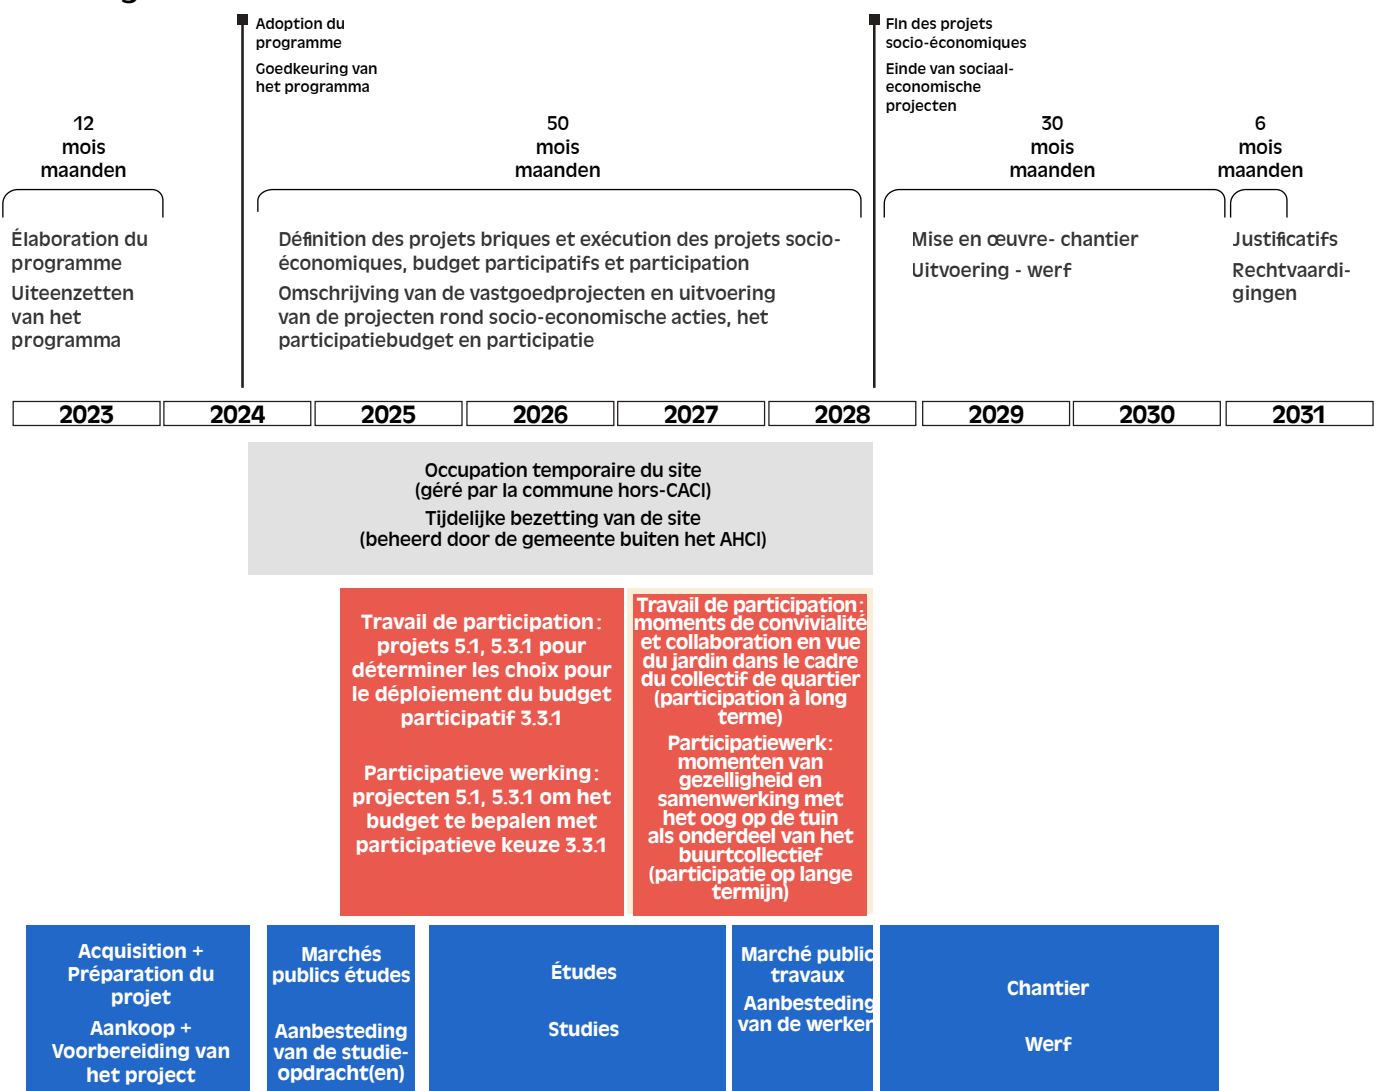 Adoption du
programme
Goedkeuring van
het programma
FIn des projets
socio-économiques
Einde van sociaal-
economische
projecten
12
mois
maanden
50
mois
maanden
30
mois
maanden
6
mois
maanden
Élaboration du
programme
Uiteenzetten
van het
programma
Définition des projets briques et exécution des projets socio-
économiques, budget participatifs et participation
Omschrijving van de vastgoedprojecten en uitvoering
van de projecten rond socio-economische acties, het
participatiebudget en participatie
Mise en œuvre- chantier
Uitvoering - werf
Justificatifs
Rechtvaardi-
gingen
2023
2024
2025
2026
2027
2028
2029
2030
2031
Occupation temporaire du site
(géré par la commune hors-CACI)
Tijdelijke bezetting van de site
(beheerd door de gemeente buiten het AHCI)
Travail de participation :
projets 5.1, 5.3.1 pour
déterminer les choix pour
le déploiement du budget
participatif 3.3.1
Participatieve werking :
projecten 5.1, 5.3.1 om het
budget te bepalen met
participatieve keuze 3.3.1
Travail de participation :
moments de convivialité
et collaboration en vue
du jardin dans le cadre
du collectif de quartier
(participation à long
terme)
Participatiewerk :
momenten van
gezelligheid en
samenwerking met
het oog op de tuin
als onderdeel van het
buurtcollectief
(participatie op lange
termijn)
Acquisition +
Préparation du
projet
Aankoop +
Voorbereiding van
het project
Marchés
publics études
Aanbesteding
van de studie-
opdracht(en)
Études
Studies
Marché public
travaux
Aanbesteding
van de werken
Chantier
Werf